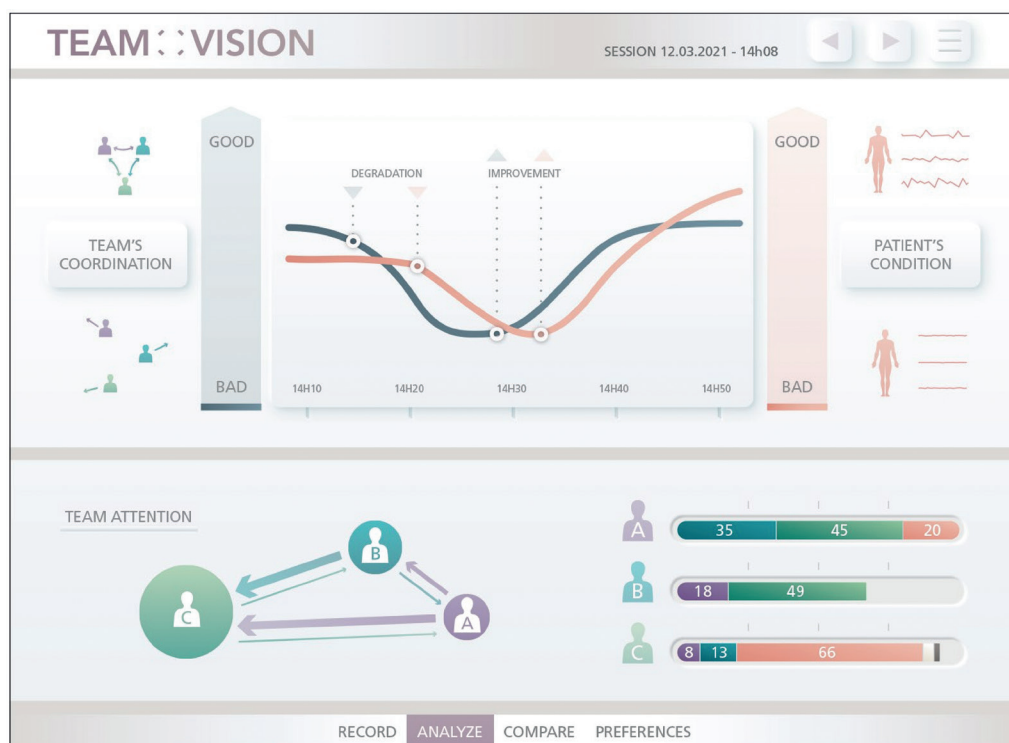 TEAM VISION
SESSION 12.03.2021 - 14h08
GOOD
GOOD
DEGRADATION
IMPROVEMENT
TEAM'S
COORDINATION
PATIENT'S
CONDITION
BAD
14H10
14H20
14H30
14H40
14H50
BAD
TEAM ATTENTION
B
C
A
A
35
45
20
B
18
49
C
8
13
66
RECORD
ANALYZE
COMPARE
PREFERENCES